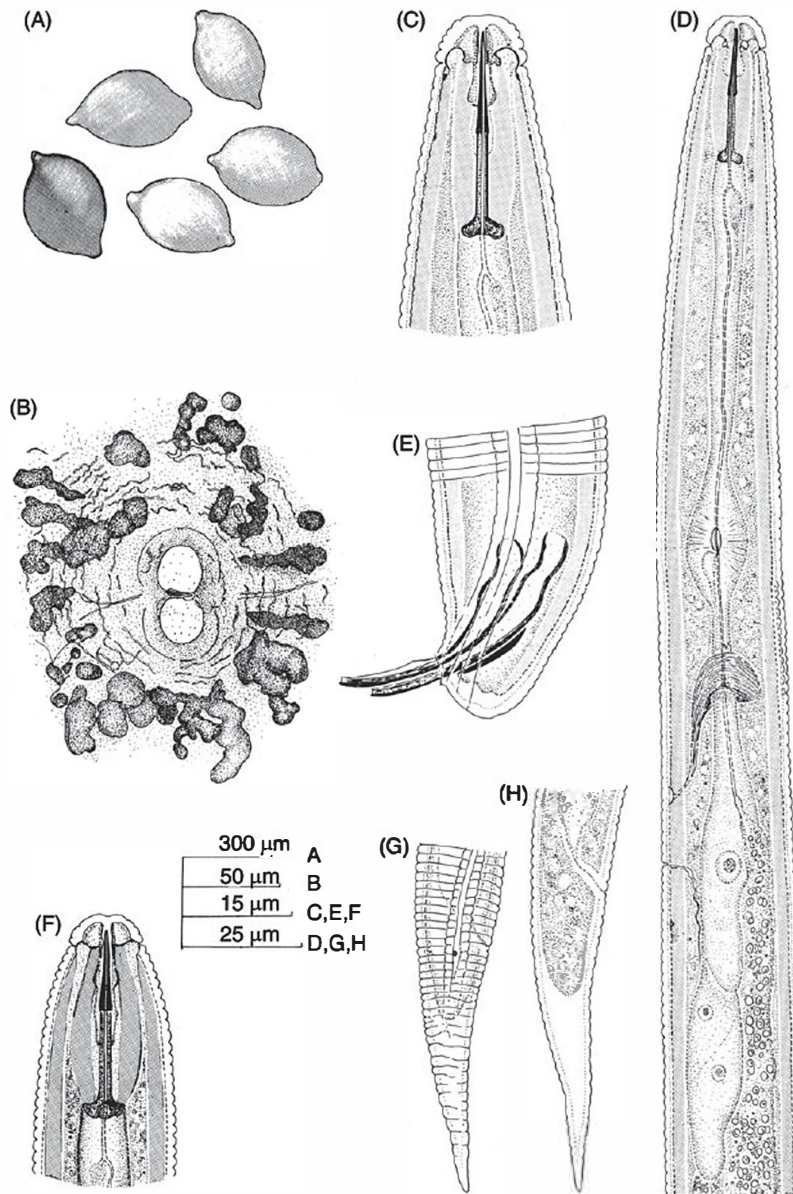 (A)
(C)
(D)
(B)
(E)
(H)
(G)
300 µm A
50 µm B
15 µm C,E,F
25 µm D,G,H
(F)